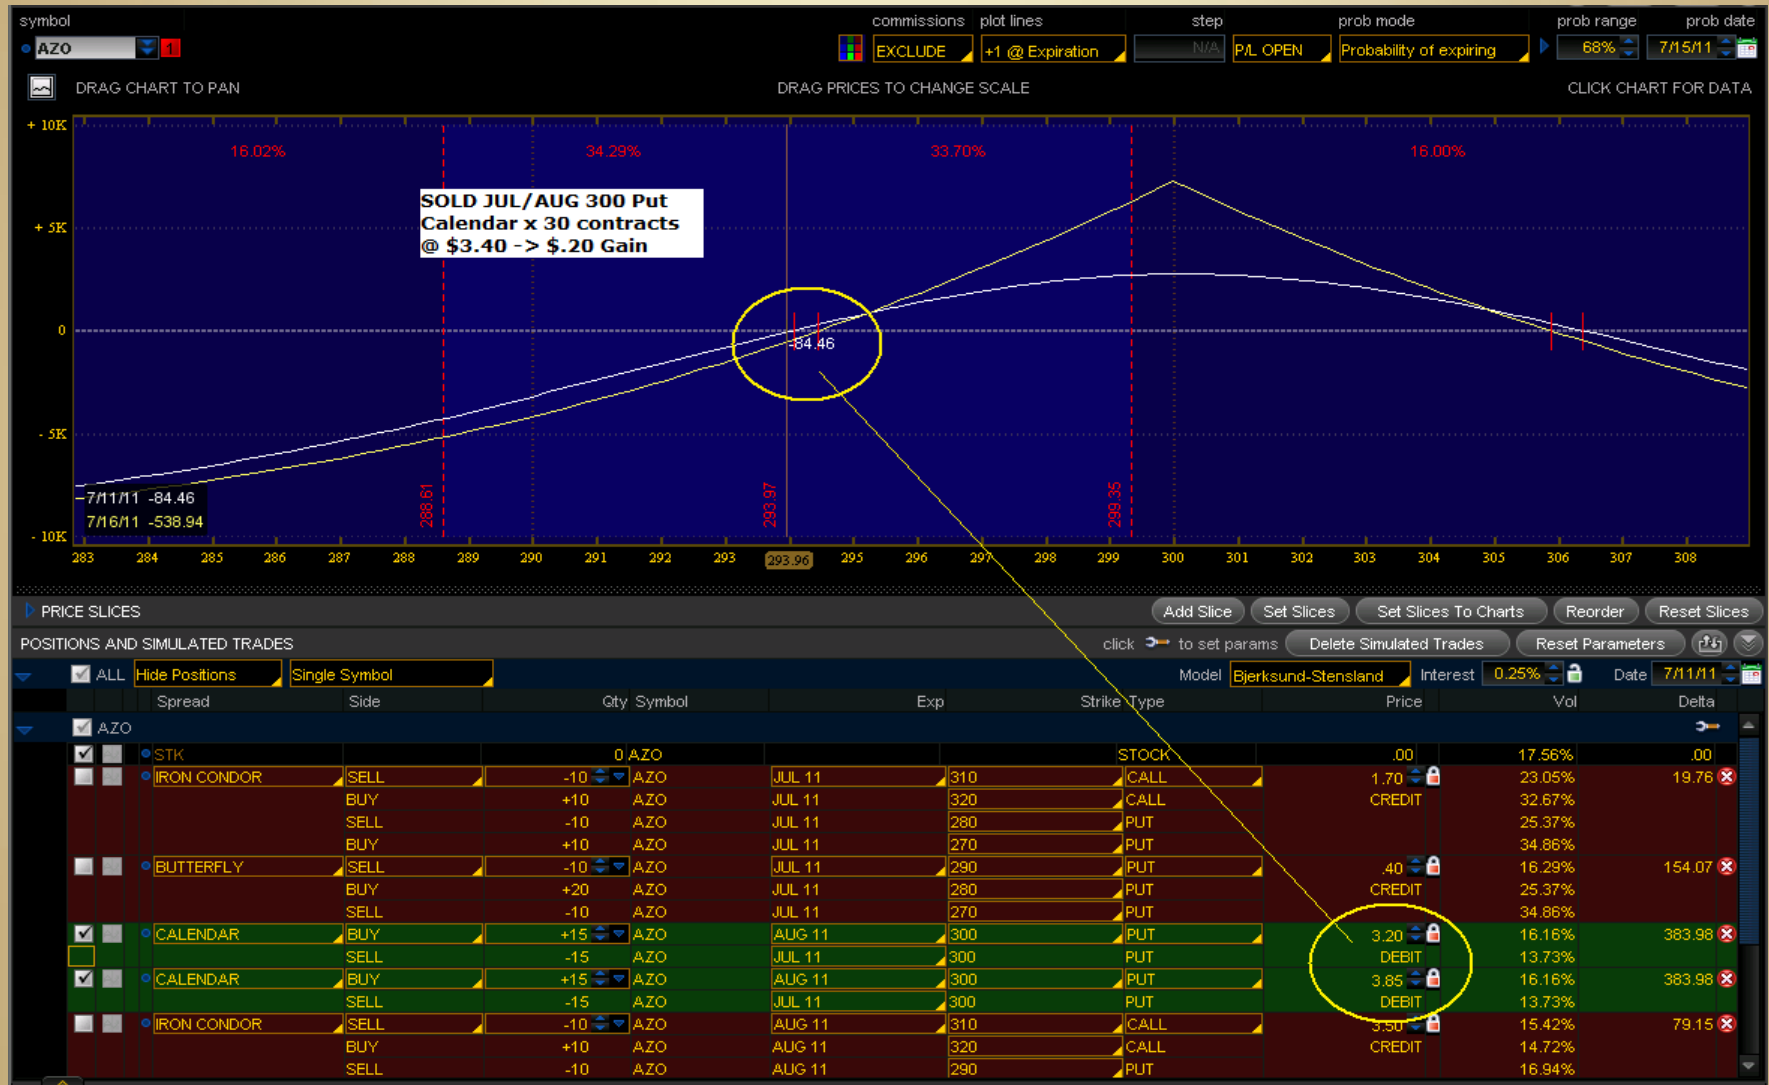 symbol commissions plot lines step prob mode prob range prob date
AZO 1 EXCLUDE +1 @ Expiration N/A P/L OPEN Probability of expiring 68% 7/15/11
DRAG CHART TO PAN DRAG PRICES TO CHANGE SCALE CLICK CHART FOR DATA
+ 10K
16.02% 34.29% 33.70% 16.00%
SOLD JUL/AUG 300 Put
Calendar x 30 contracts
@ $3.40 -> $.20 Gain
+ 5K
0
-84.46
- 5K
288.61 293.97 299.35
7/11/11 -84.46
7/16/11 -538.94
- 10K
283 284 285 286 287 288 289 290 291 292 293 293.96 295 296 297 298 299 300 301 302 303 304 305 306 307 308
PRICE SLICES Add Slice Set Slices Set Slices To Charts Reorder Reset Slices
POSITIONS AND SIMULATED TRADES click to set params Delete Simulated Trades Reset Parameters
ALL Hide Positions Single Symbol Model Bjerksund-Stensland Interest 0.25% Date 7/11/11
Spread Side Qty Symbol Exp Strike Type Price Vol Delta
AZO
STK 0 AZO STOCK .00 17.56% .00
IRON CONDOR SELL -10 AZO JUL 11 310 CALL 1.70 23.05% 19.76
BUY +10 AZO JUL 11 320 CALL CREDIT 32.67%
SELL -10 AZO JUL 11 280 PUT 25.37%
BUY +10 AZO JUL 11 270 PUT 34.86%
BUTTERFLY SELL -10 AZO JUL 11 290 PUT .40 16.29% 154.07
BUY +20 AZO JUL 11 280 PUT CREDIT 25.37%
SELL -10 AZO JUL 11 270 PUT 34.86%
CALENDAR BUY +15 AZO AUG 11 300 PUT 3.20 16.16% 383.98
SELL -15 AZO JUL 11 300 PUT DEBIT 13.73%
CALENDAR BUY +15 AZO AUG 11 300 PUT 3.85 16.16% 383.98
SELL -15 AZO JUL 11 300 PUT DEBIT 13.73%
IRON CONDOR SELL -10 AZO AUG 11 310 CALL 3.50 15.42% 79.15
BUY +10 AZO AUG 11 320 CALL CREDIT 14.72%
SELL -10 AZO AUG 11 290 PUT 16.94%